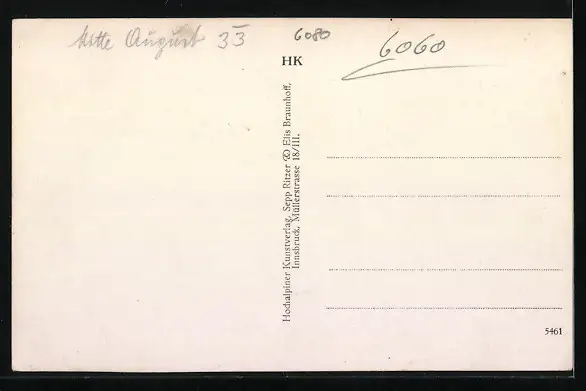 Mitte August 33
6080
6060
HK
Hochalpiner Kunstverlag, Sepp Ritzer & Elis Braunhoff,
Innsbruck, Müllerstrasse 18/III.
5461